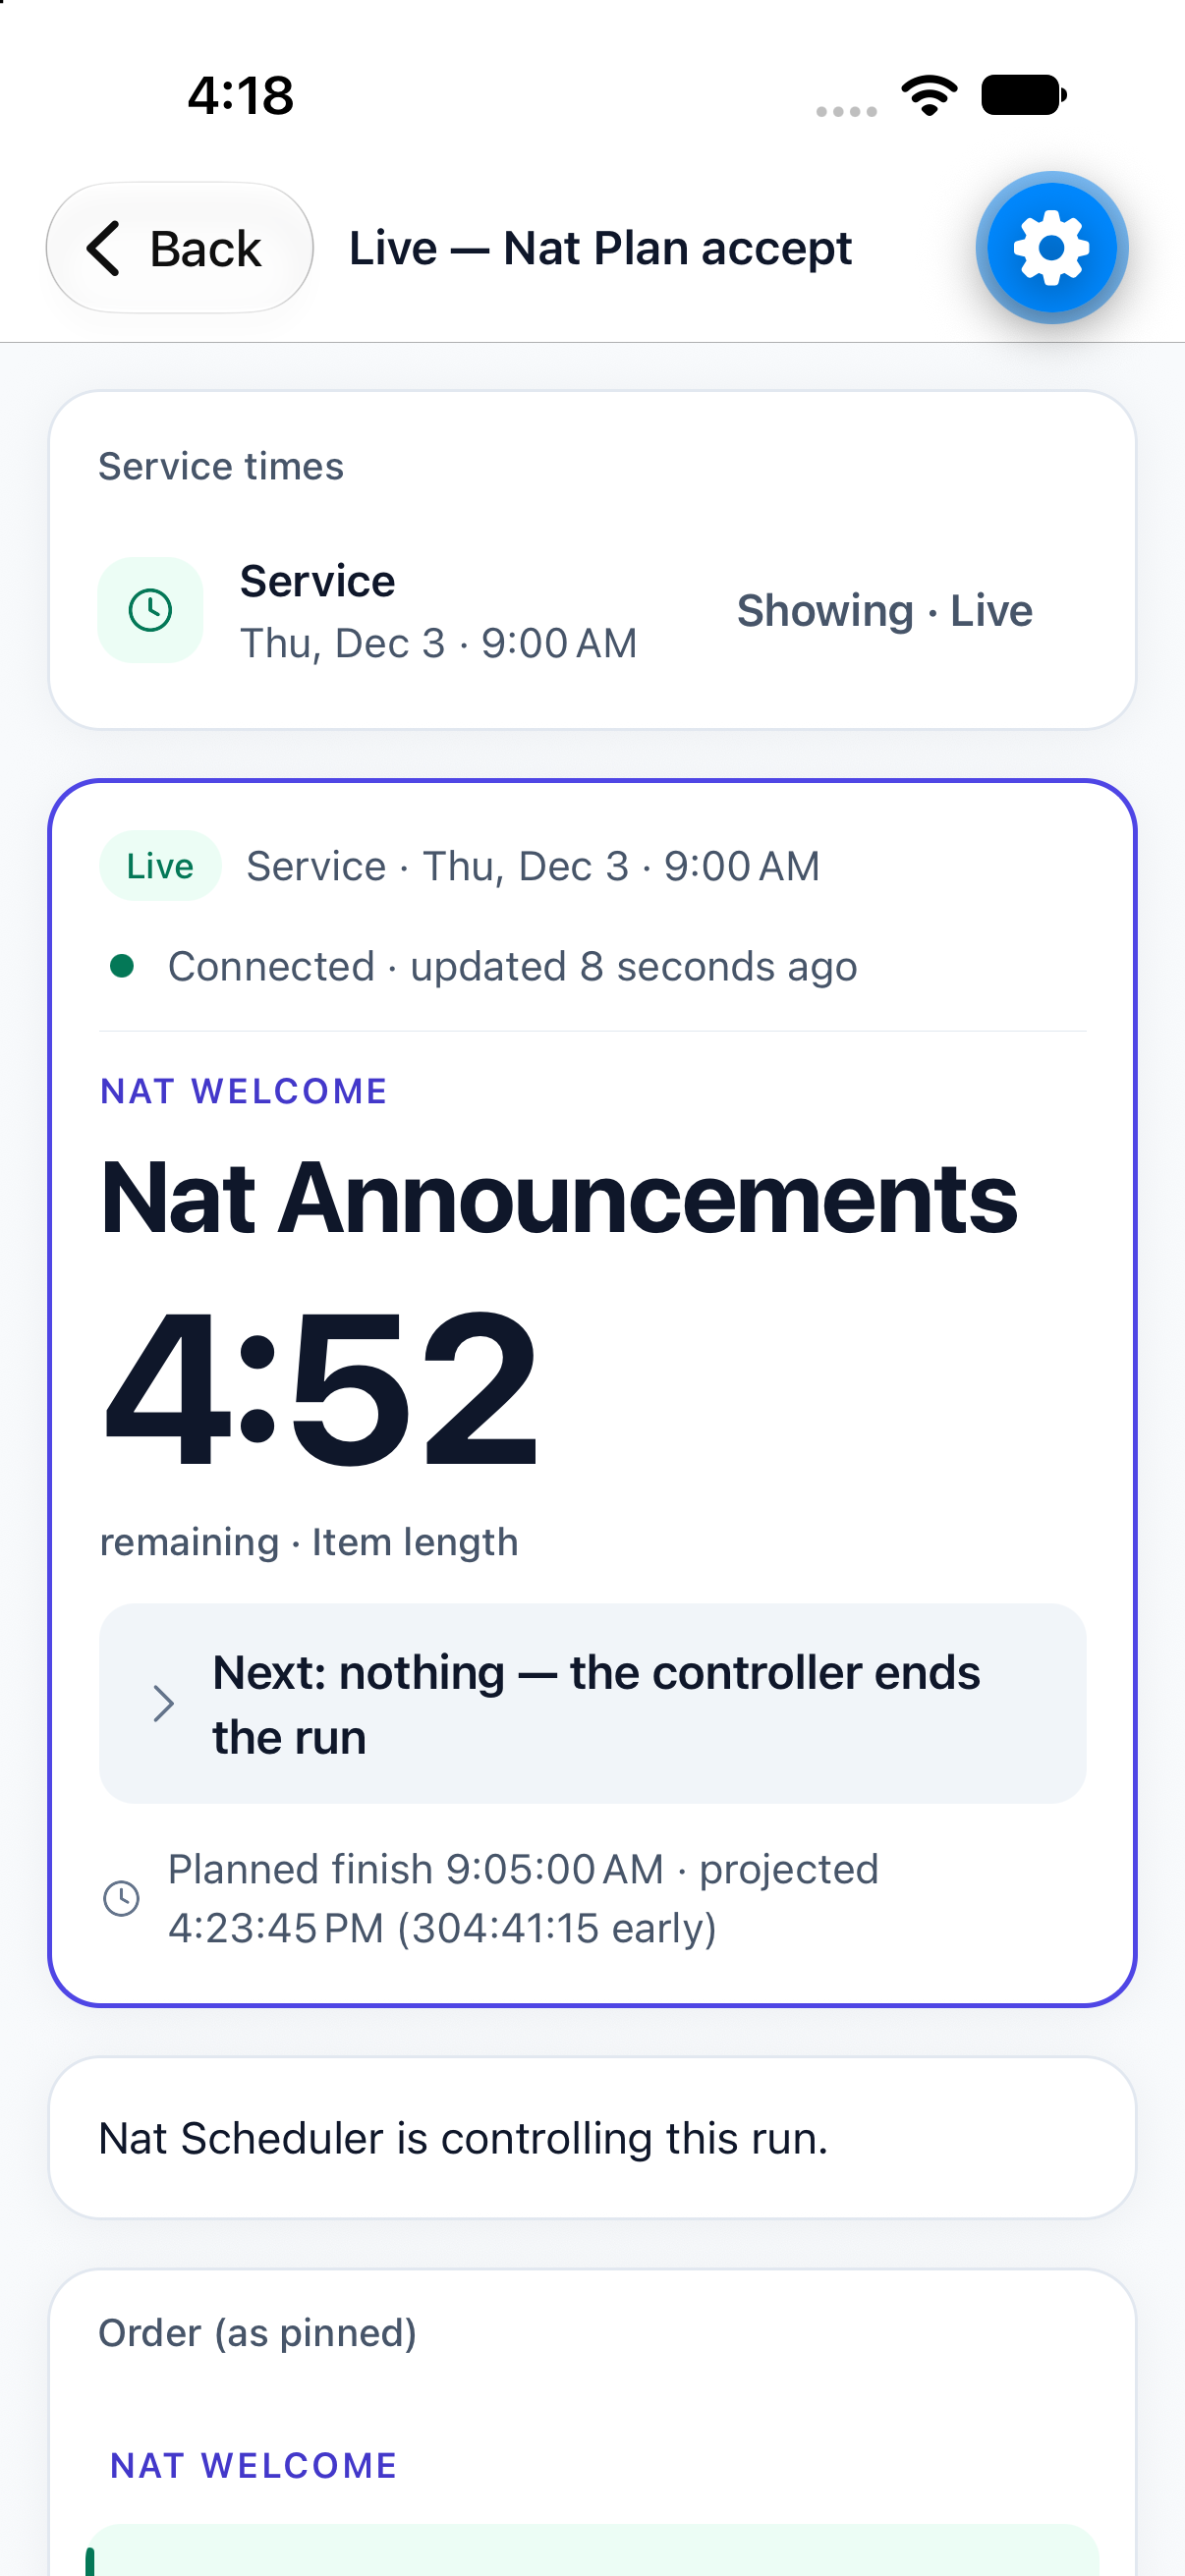 4:18
Back
Live — Nat Plan accept
Service times
Service
Thu, Dec 3 · 9:00 AM
Showing · Live
Live
Service · Thu, Dec 3 · 9:00 AM
Connected · updated 8 seconds ago
NAT WELCOME
Nat Announcements
4:52
remaining · Item length
Next: nothing — the controller ends
the run
Planned finish 9:05:00 AM · projected
4:23:45 PM (304:41:15 early)
Nat Scheduler is controlling this run.
Order (as pinned)
NAT WELCOME